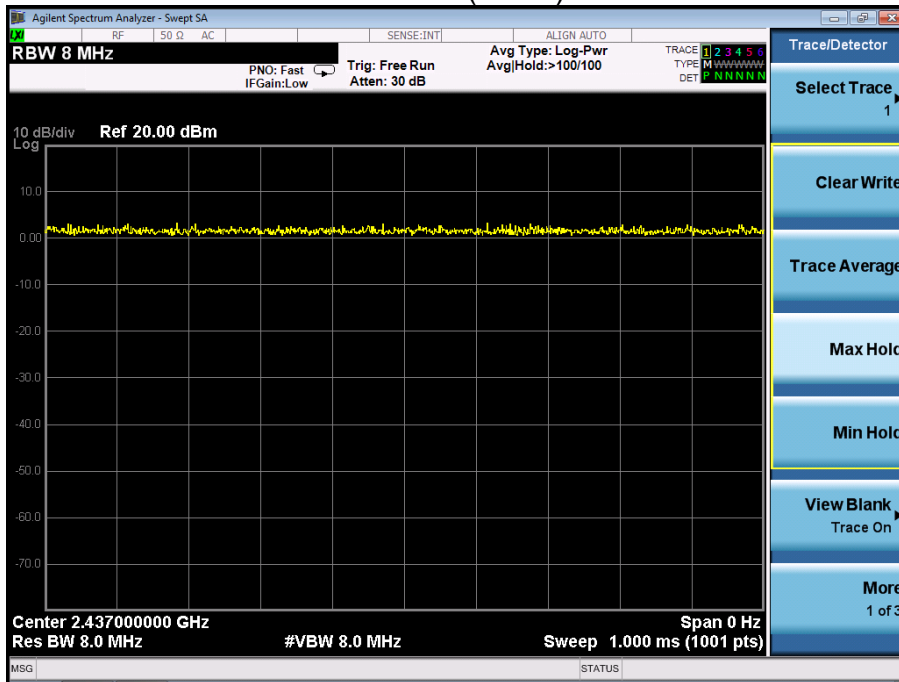 Agilent Spectrum Analyzer - Swept SA
LXI RF 50 Ω AC SENSE:INT ALIGN AUTO
RBW 8 MHz
PNO: Fast
IFGain:Low
Trig: Free Run
Atten: 30 dB
Avg Type: Log-Pwr
Avg|Hold:>100/100
TRACE 1 2 3 4 5 6
TYPE M WWWWW
DET P N N N N N
10 dB/div Ref 20.00 dBm
Log
10.0
0.00
-10.0
-20.0
-30.0
-40.0
-50.0
-60.0
-70.0
Center 2.437000000 GHz Span 0 Hz
Res BW 8.0 MHz #VBW 8.0 MHz Sweep 1.000 ms (1001 pts)
MSG STATUS
Trace/Detector
Select Trace
1
Clear Write
Trace Average
Max Hold
Min Hold
View Blank
Trace On
More
1 of 3